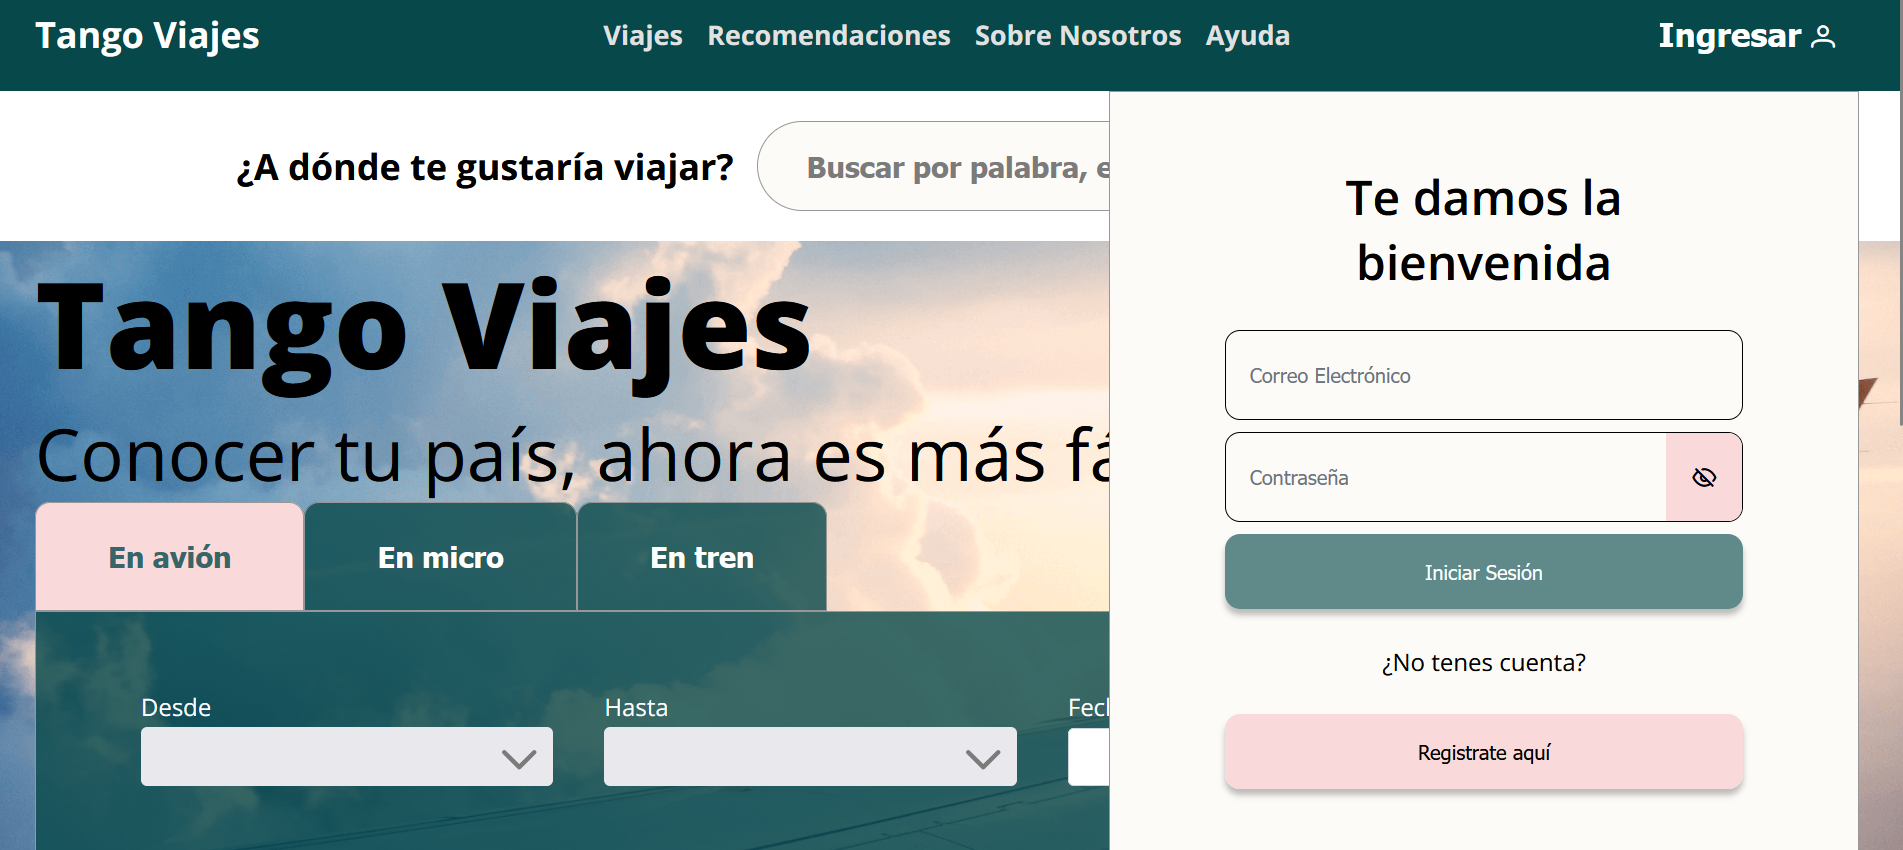 Tango Viajes
Viajes Recomendaciones Sobre Nosotros Ayuda
Ingresar
¿A dónde te gustaría viajar?
Buscar por palabra,
Tango Viajes
Conocer tu país, ahora es más
En avión
En micro
En tren
Desde
Hasta
Te damos la
bienvenida
Correo Electrónico
Contraseña
Iniciar Sesión
¿No tenes cuenta?
Registrate aquí